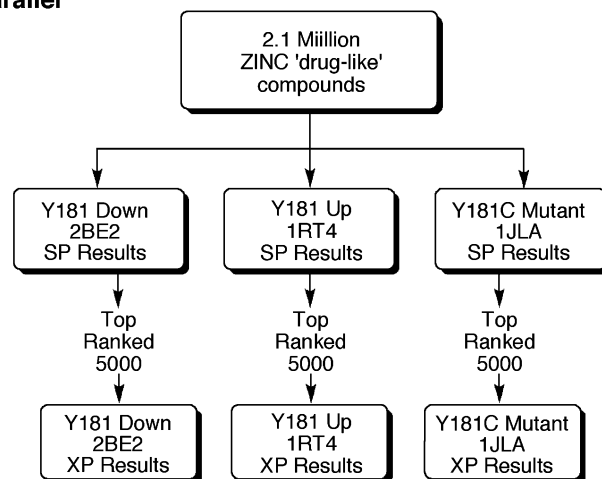 2.1 Miillion
ZINC 'drug-like'
compounds
Y181 Down
2BE2
SP Results
Y181 Up
1RT4
SP Results
Y181C Mutant
1JLA
SP Results
Top
Ranked
5000
Top
Ranked
5000
Top
Ranked
5000
Y181 Down
2BE2
XP Results
Y181 Up
1RT4
XP Results
Y181C Mutant
1JLA
XP Results